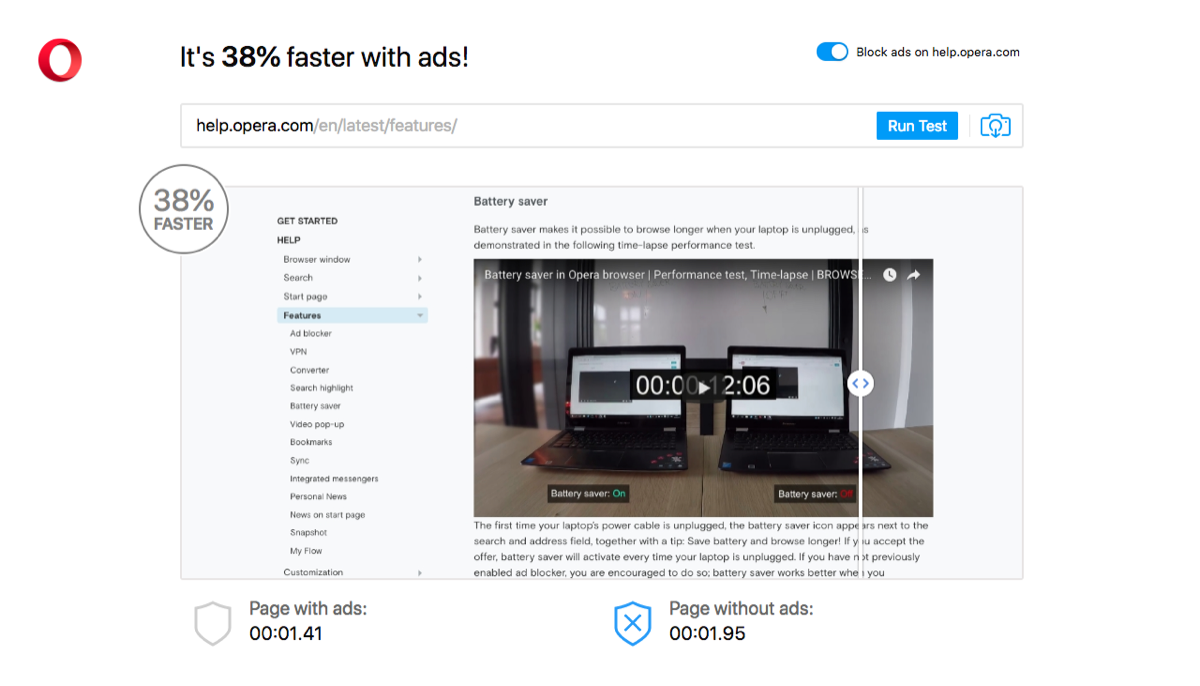 It's 38% faster with ads!
Block ads on help.opera.com
help.opera.com/en/latest/features/
Run Test
38%
FASTER
GET STARTED
HELP
Browser window
Search
Start page
Features
Ad blocker
VPN
Converter
Search highlight
Battery saver
Video pop-up
Bookmarks
Sync
Integrated messengers
Personal News
News on start page
Snapshot
My Flow
Customization
Battery saver
Battery saver makes it possible to browse longer when your laptop is unplugged, as
demonstrated in the following time-lapse performance test.
Battery saver in Opera browser | Performance test, Time-lapse | BROWSE...
00:00:12:06
Battery saver: On
Battery saver: Off
The first time your laptop's power cable is unplugged, the battery saver icon appears next to the
search and address field, together with a tip: Save battery and browse longer! If you accept the
offer, battery saver will activate every time your laptop is unplugged. If you have not previously
enabled ad blocker, you are encouraged to do so; battery saver works better when you
Page with ads:
00:01.41
Page without ads:
00:01.95